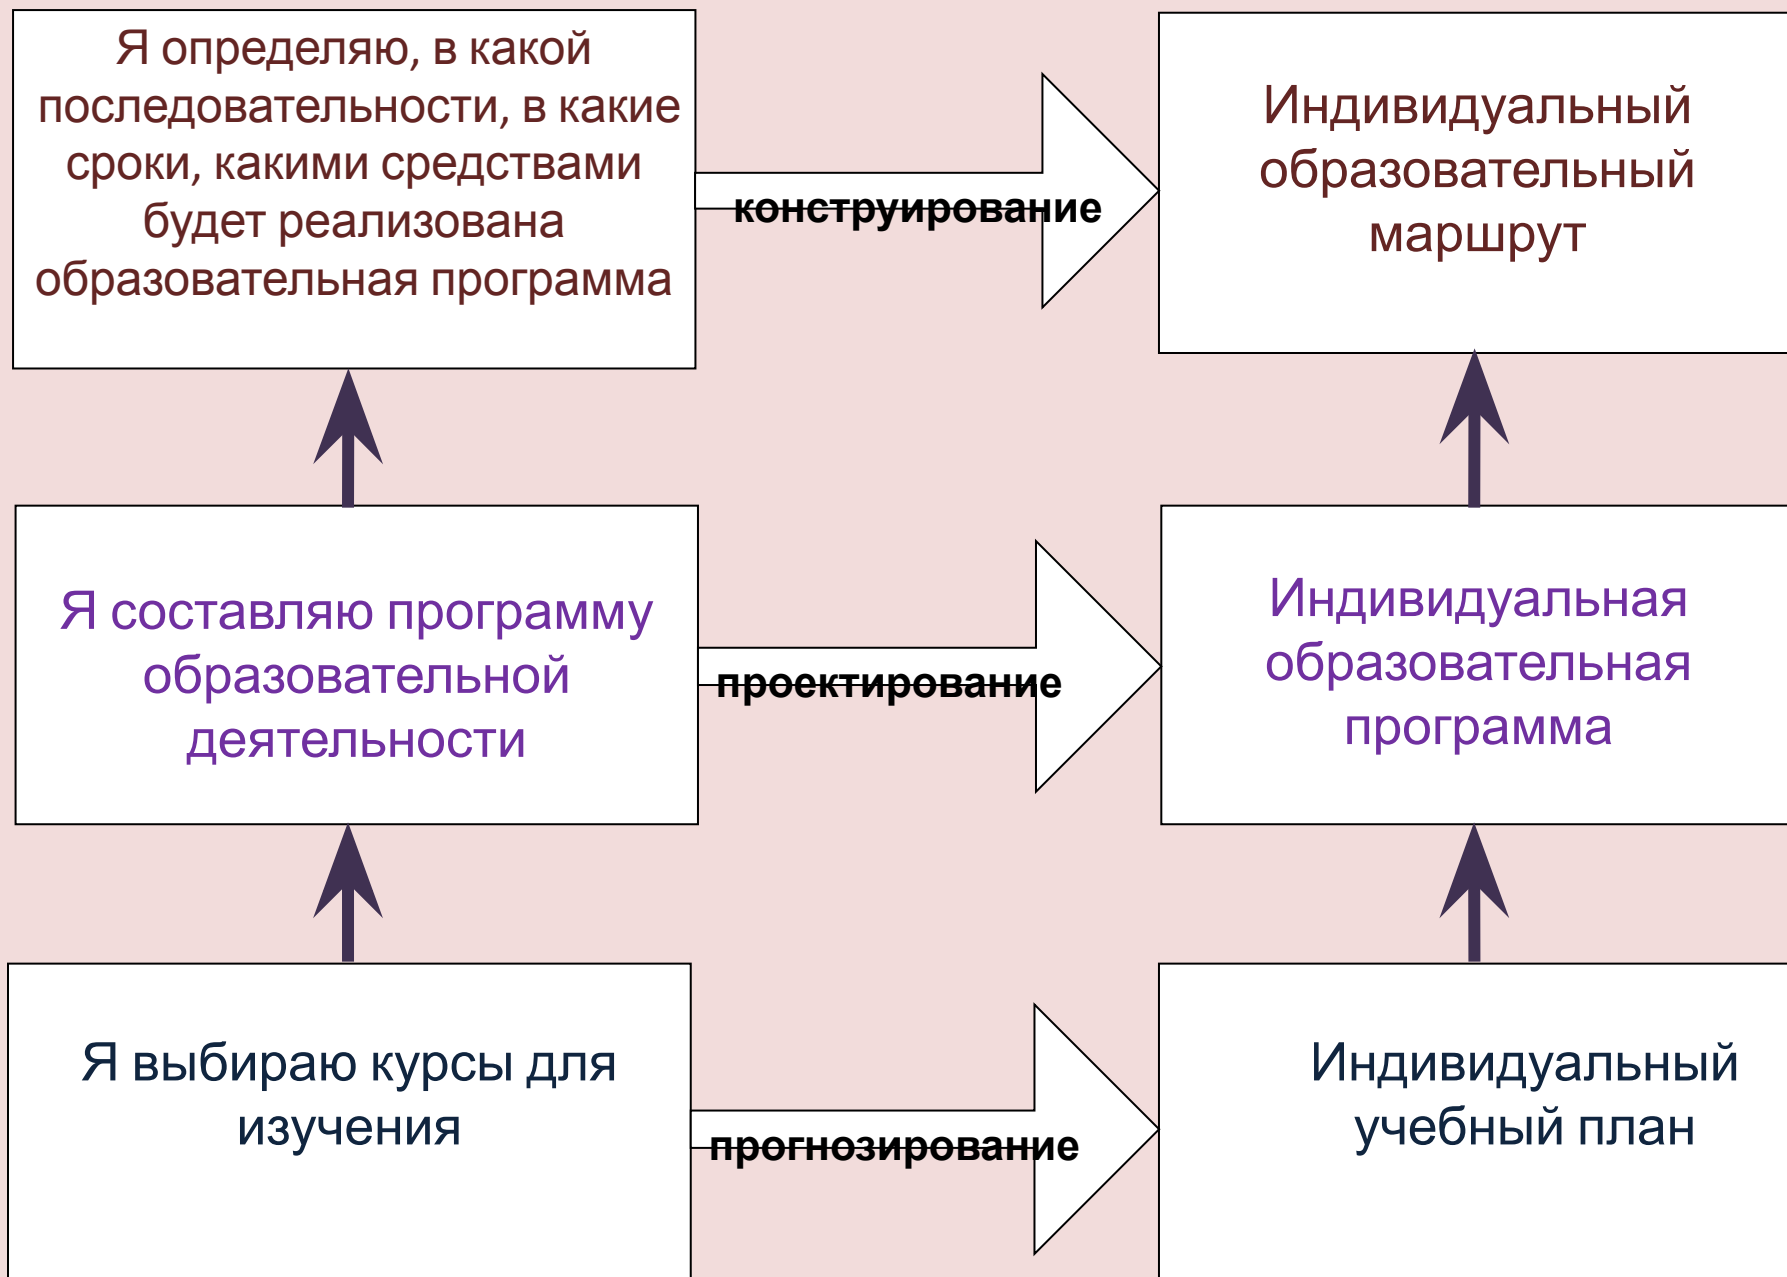 Я определяю, в какой
последовательности, в какие
сроки, какими средствами
будет реализована
образовательная программа
конструирование
Индивидуальный
образовательный
маршрут
Я составляю программу
образовательной
деятельности
проектирование
Индивидуальная
образовательная
программа
Я выбираю курсы для
изучения
прогнозирование
Индивидуальный
учебный план